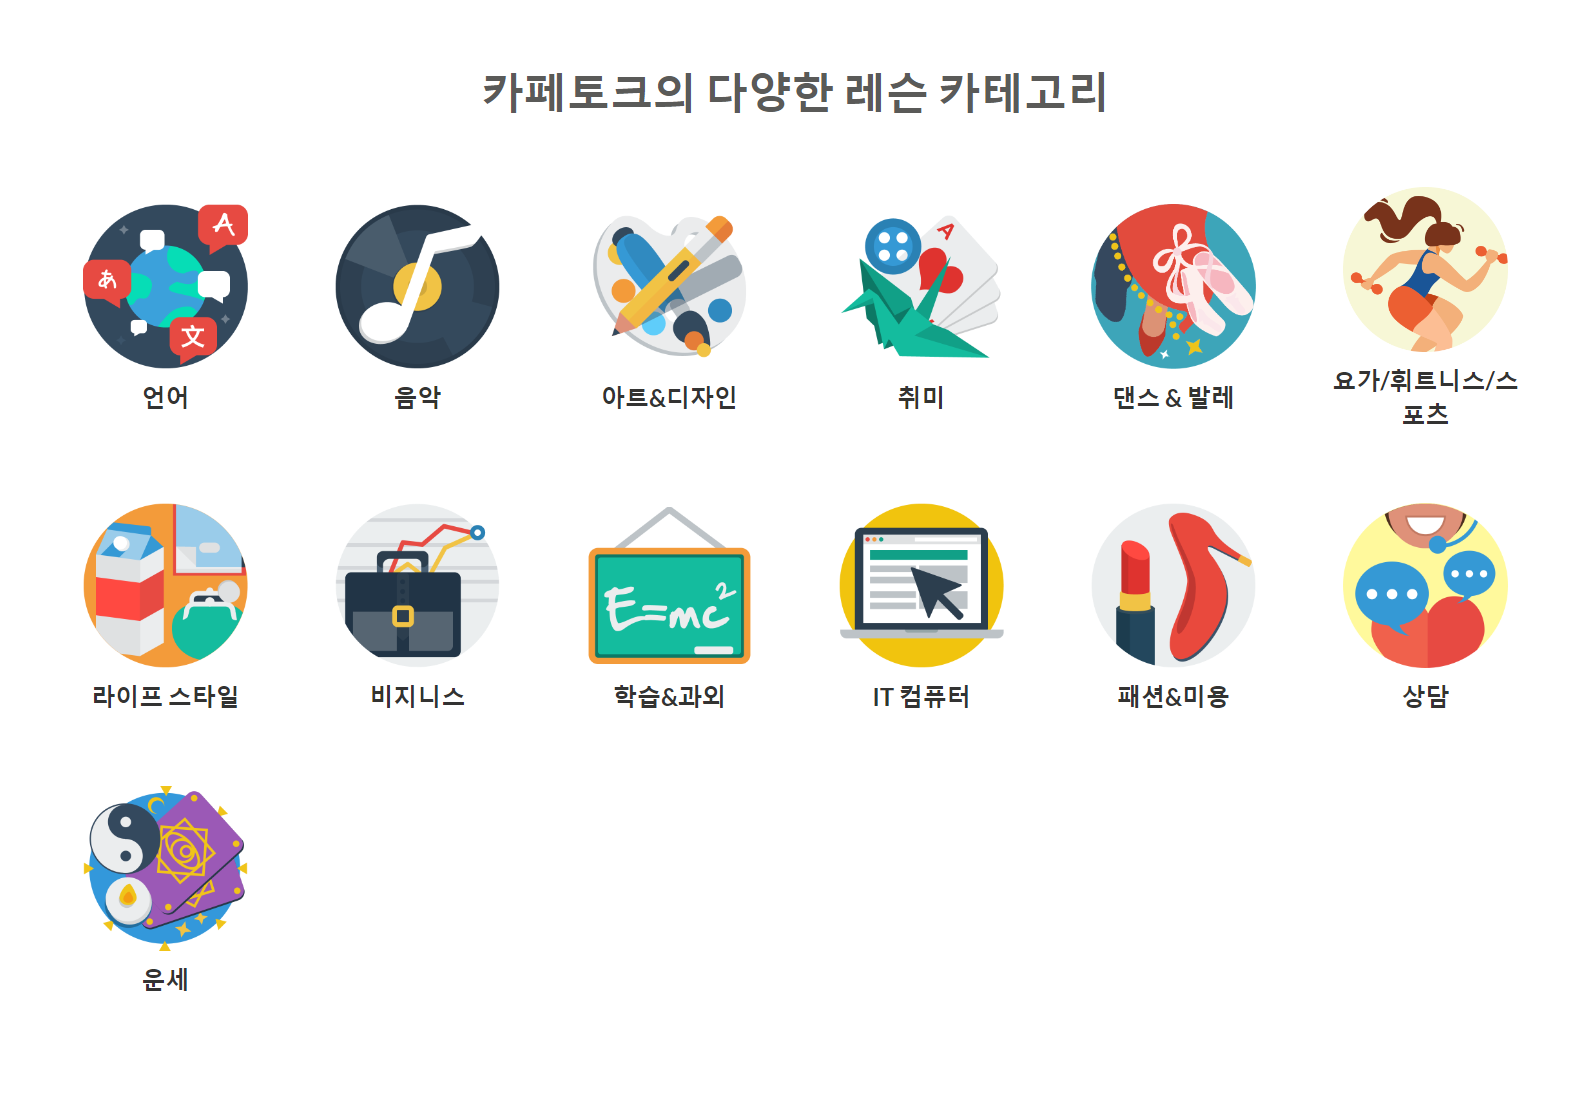 카페토크의 다양한 레슨 카테고리
A
あ
文
A
언어
음악
아트&디자인
취미
댄스 & 발레
요가/휘트니스/스
포츠
E=mc²
라이프 스타일
비지니스
학습&과외
IT 컴퓨터
패션&미용
상담
운세